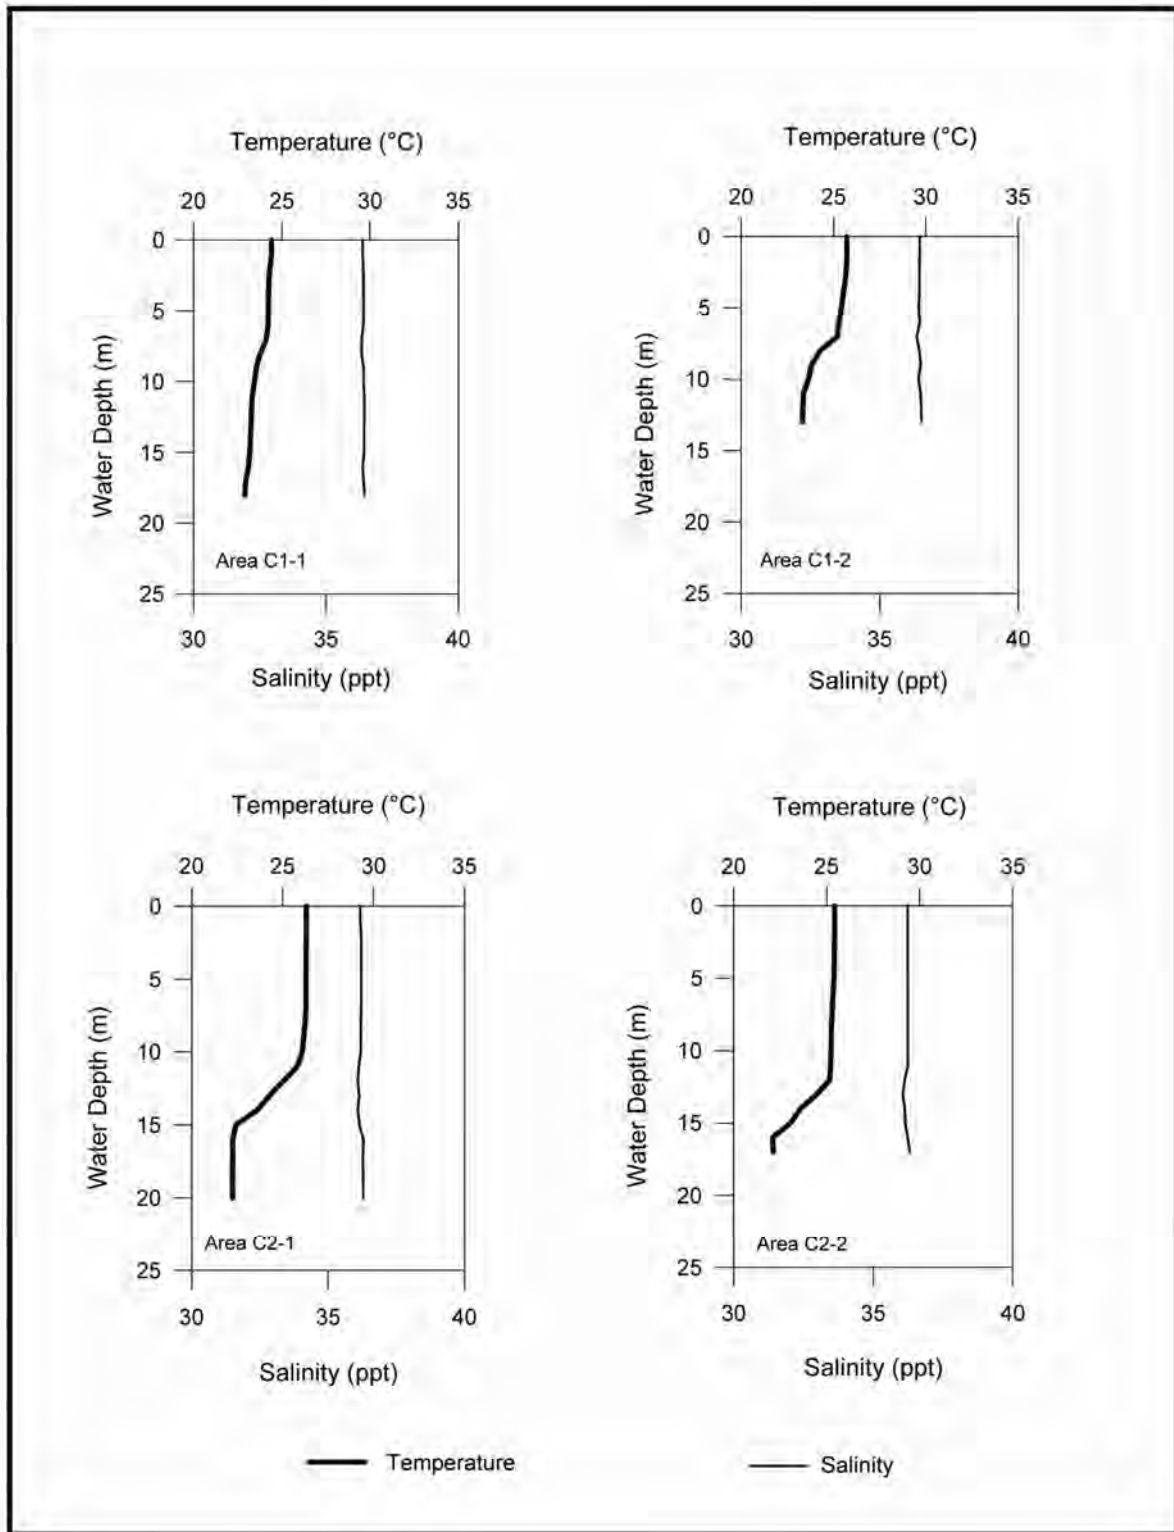 Temperature (°C)
20 25 30 35
0
5
10
15
20
25
Water Depth (m)
Area C1-1
30 35 40
Salinity (ppt)
Temperature (°C)
20 25 30 35
0
5
10
15
20
25
Water Depth (m)
Area C1-2
30 35 40
Salinity (ppt)
Temperature (°C)
20 25 30 35
0
5
10
15
20
25
Water Depth (m)
Area C2-1
30 35 40
Salinity (ppt)
Temperature (°C)
20 25 30 35
0
5
10
15
20
25
Water Depth (m)
Area C2-2
30 35 40
Salinity (ppt)
Temperature
Salinity